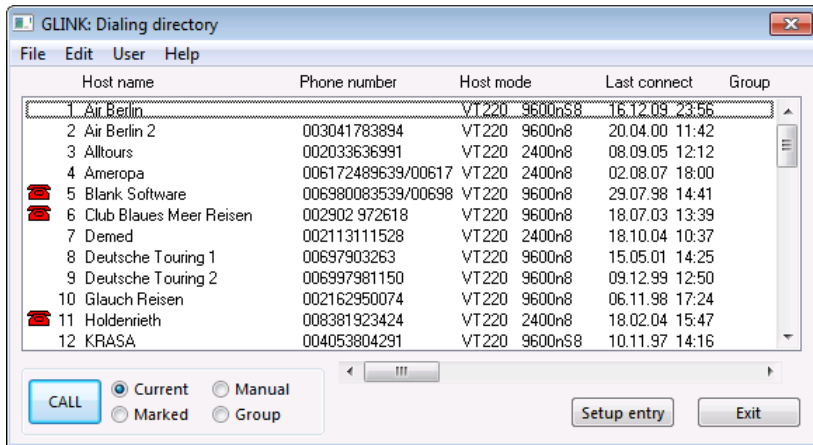 GLINK: Dialing directory
File Edit User Help
Host name Phone number Host mode Last connect Group
1 Air Berlin VT220 9600nS8 16.12.09 23:56
2 Air Berlin 2 003041783894 VT220 9600n8 20.04.00 11:42
3 Alltours 002033636991 VT220 2400n8 08.09.05 12:12
4 Ameropa 006172489639/00617 VT220 2400n8 02.08.07 18:00
5 Blank Software 006980083539/00698 VT220 9600n8 29.07.98 14:41
6 Club Blaues Meer Reisen 002902 972618 VT220 9600n8 18.07.03 13:39
7 Demed 002113111528 VT220 2400n8 18.10.04 10:37
8 Deutsche Touring 1 00697903263 VT220 9600n8 15.05.01 14:25
9 Deutsche Touring 2 006997981150 VT220 9600n8 09.12.99 12:50
10 Glauch Reisen 002162950074 VT220 9600n8 06.11.98 17:24
11 Holdenrieth 008381923424 VT220 2400n8 18.02.04 15:47
12 KRASA 004053804291 VT220 9600nS8 10.11.97 14:16
CALL Current Manual
Marked Group
Setup entry Exit